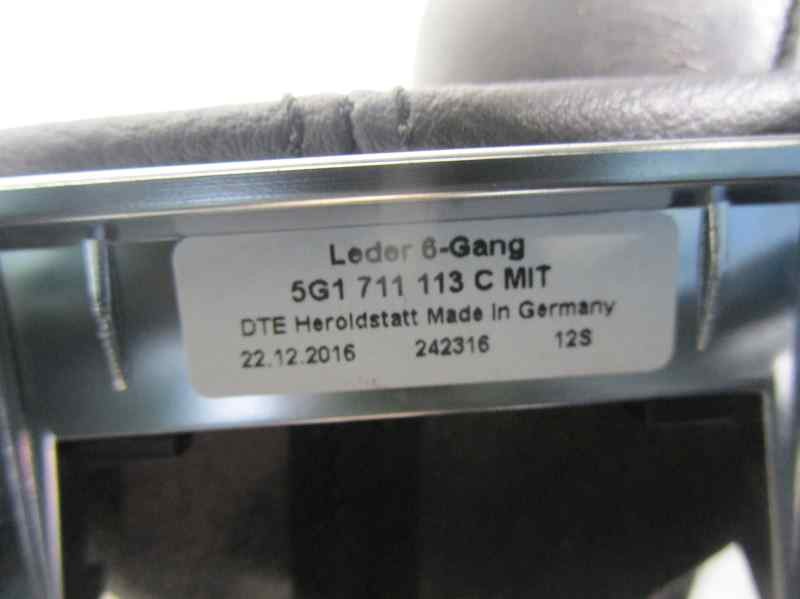 Leder 6-Gang
5G1 711 113 C MIT
DTE Heroldstatt Made in Germany
22.12.2016 242316 12S